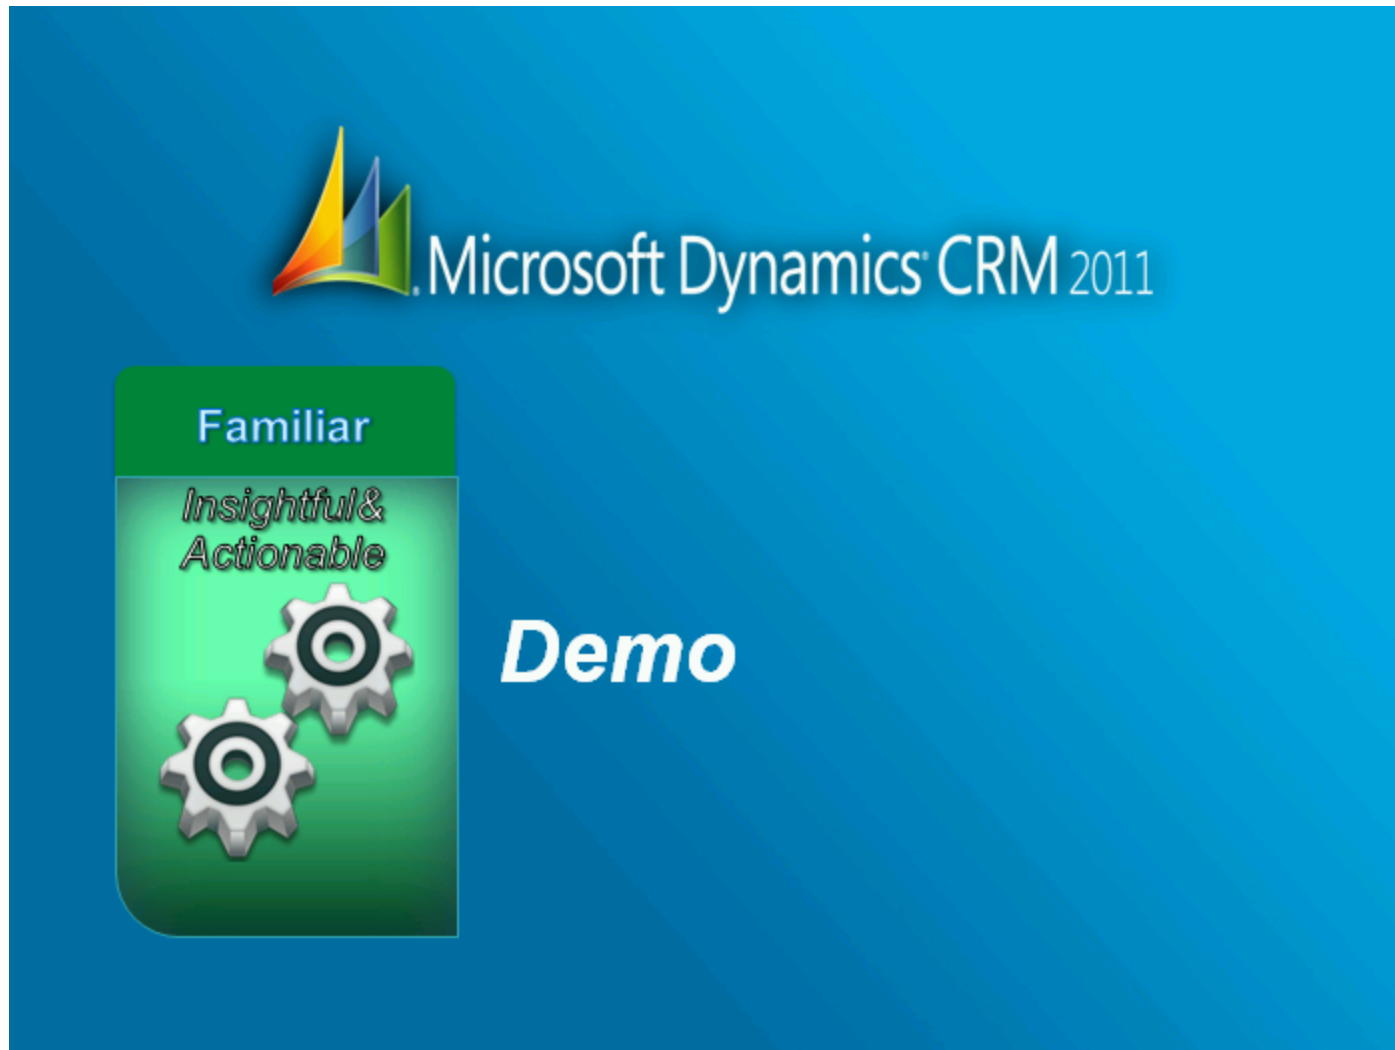 Microsoft Dynamics® CRM 2011
Familiar
Insightful&
Actionable
Demo